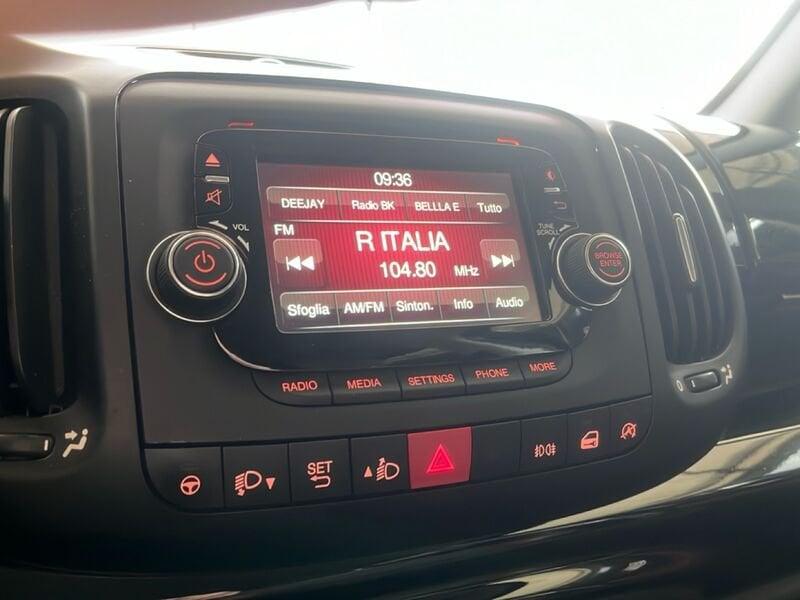 09:36
DEEJAY Radio BK BELLLA E Tutto
VOL
FM
R ITALIA
104.80 MHz
TUNE
SCROLL
BROWSE
ENTER
Sfoglia AM/FM Sinton. Info Audio
RADIO MEDIA SETTINGS PHONE MORE
0
SET